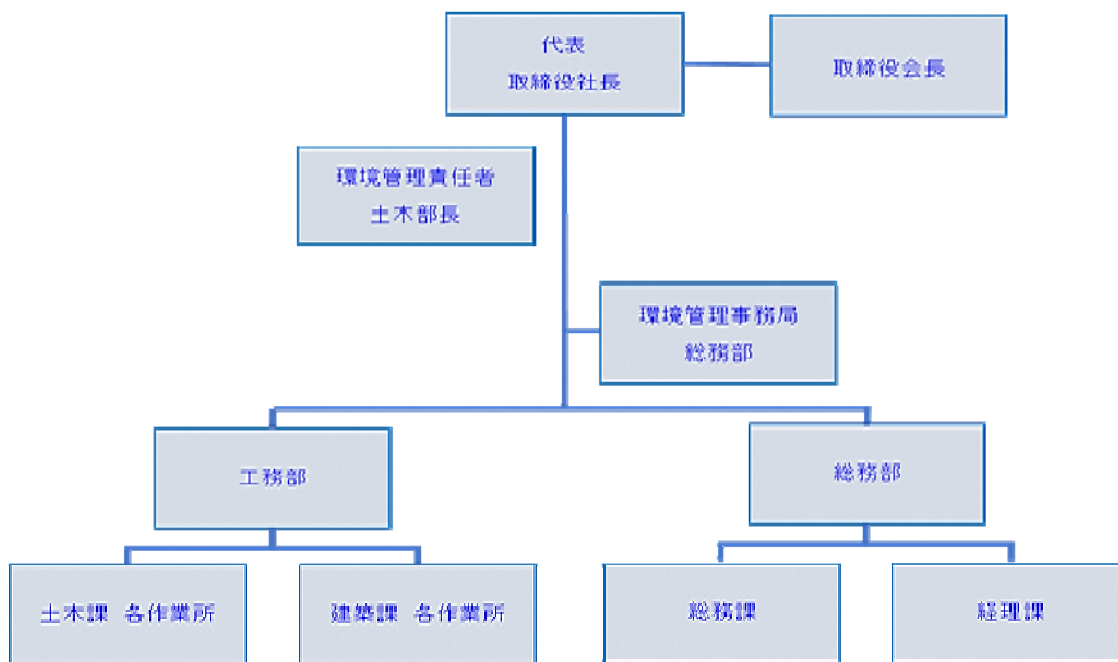 代表
取締役社長
取締役会長
環境管理責任者
土木部長
環境管理事務局
総務部
工務部
総務部
土木課 各作業所
建築課 各作業所
総務課
経理課